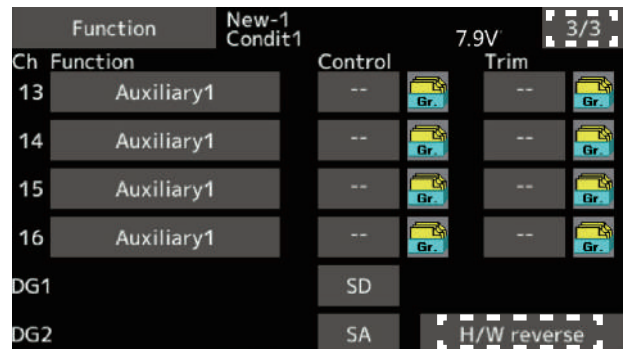 Function New-1 3/3
Condit1 7.9V
Ch Function Control Trim
13 Auxiliary1 -- Gr. -- Gr.
14 Auxiliary1 -- Gr. -- Gr.
15 Auxiliary1 -- Gr. -- Gr.
16 Auxiliary1 -- Gr. -- Gr.
DG1 SD
DG2 SA H/W reverse